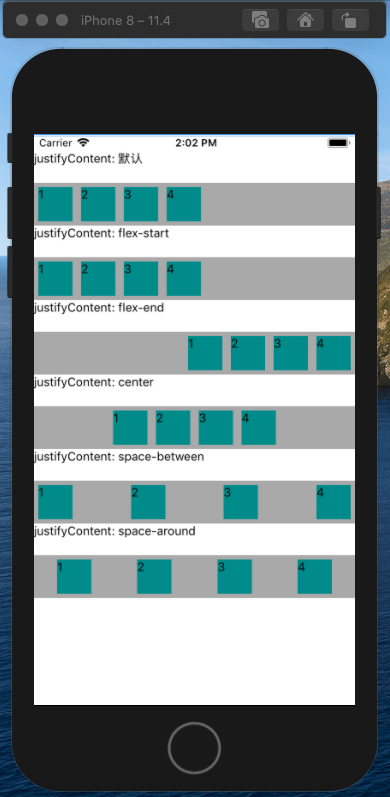 iPhone 8 – 11.4
Carrier 2:02 PM
justifyContent: 默认
1 2 3 4
justifyContent: flex-start
1 2 3 4
justifyContent: flex-end
1 2 3 4
justifyContent: center
1 2 3 4
justifyContent: space-between
1 2 3 4
justifyContent: space-around
1 2 3 4